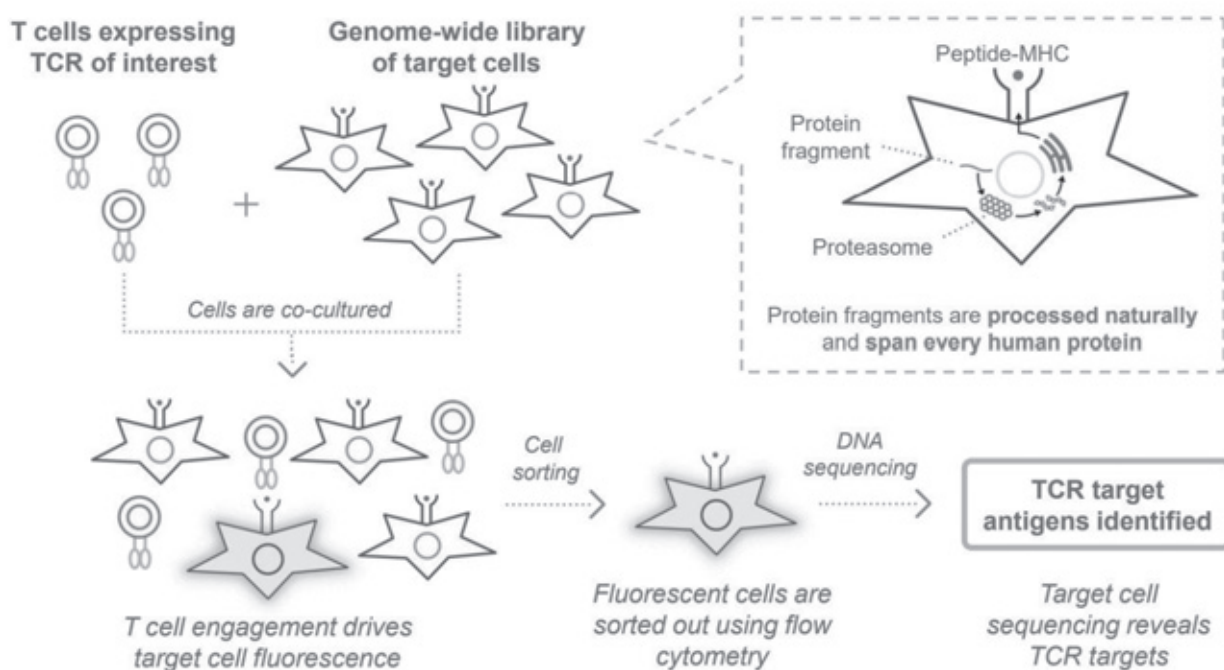 T cells expressing
TCR of interest
Genome-wide library
of target cells
+
Peptide-MHC
Protein
fragment
Proteasome
Protein fragments are processed naturally
and span every human protein
Cells are co-cultured
Cell
sorting
DNA
sequencing
TCR target
antigens identified
T cell engagement drives
target cell fluorescence
Fluorescent cells are
sorted out using flow
cytometry
Target cell
sequencing reveals
TCR targets